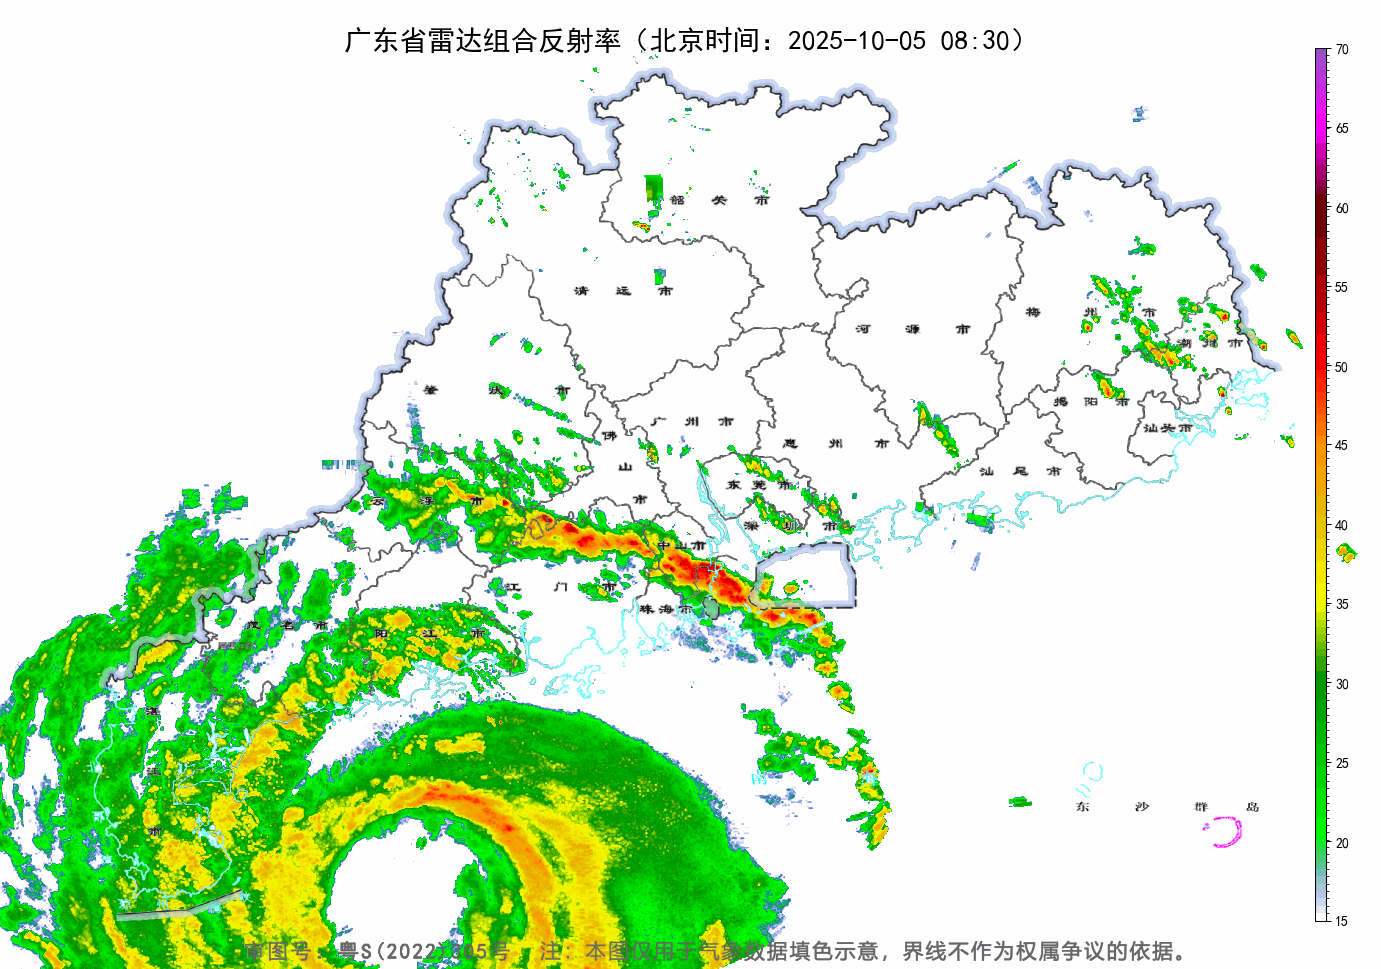 广东省雷达组合反射率（北京时间：2025-10-05 08:30）
70
65
60
55
50
45
40
35
30
25
20
15
韶关市
清远市
河源市
梅州市
潮州市
肇庆市
揭阳市
汕头市
佛山市
广州市
惠州市
汕尾市
云浮市
东莞市
深圳市
中山市
江门市
珠海市
茂名市
阳江市
湛江市
东沙群岛
审图号：粤S(2022)305号 注：本图仅用于气象数据填色示意，界线不作为权属争议的依据。